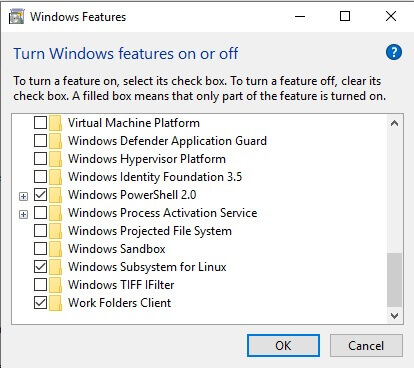 Windows Features
Turn Windows features on or off
To turn a feature on, select its check box. To turn a feature off, clear its
check box. A filled box means that only part of the feature is turned on.
Virtual Machine Platform
Windows Defender Application Guard
Windows Hypervisor Platform
Windows Identity Foundation 3.5
Windows PowerShell 2.0
Windows Process Activation Service
Windows Projected File System
Windows Sandbox
Windows Subsystem for Linux
Windows TIFF IFilter
Work Folders Client
OK
Cancel